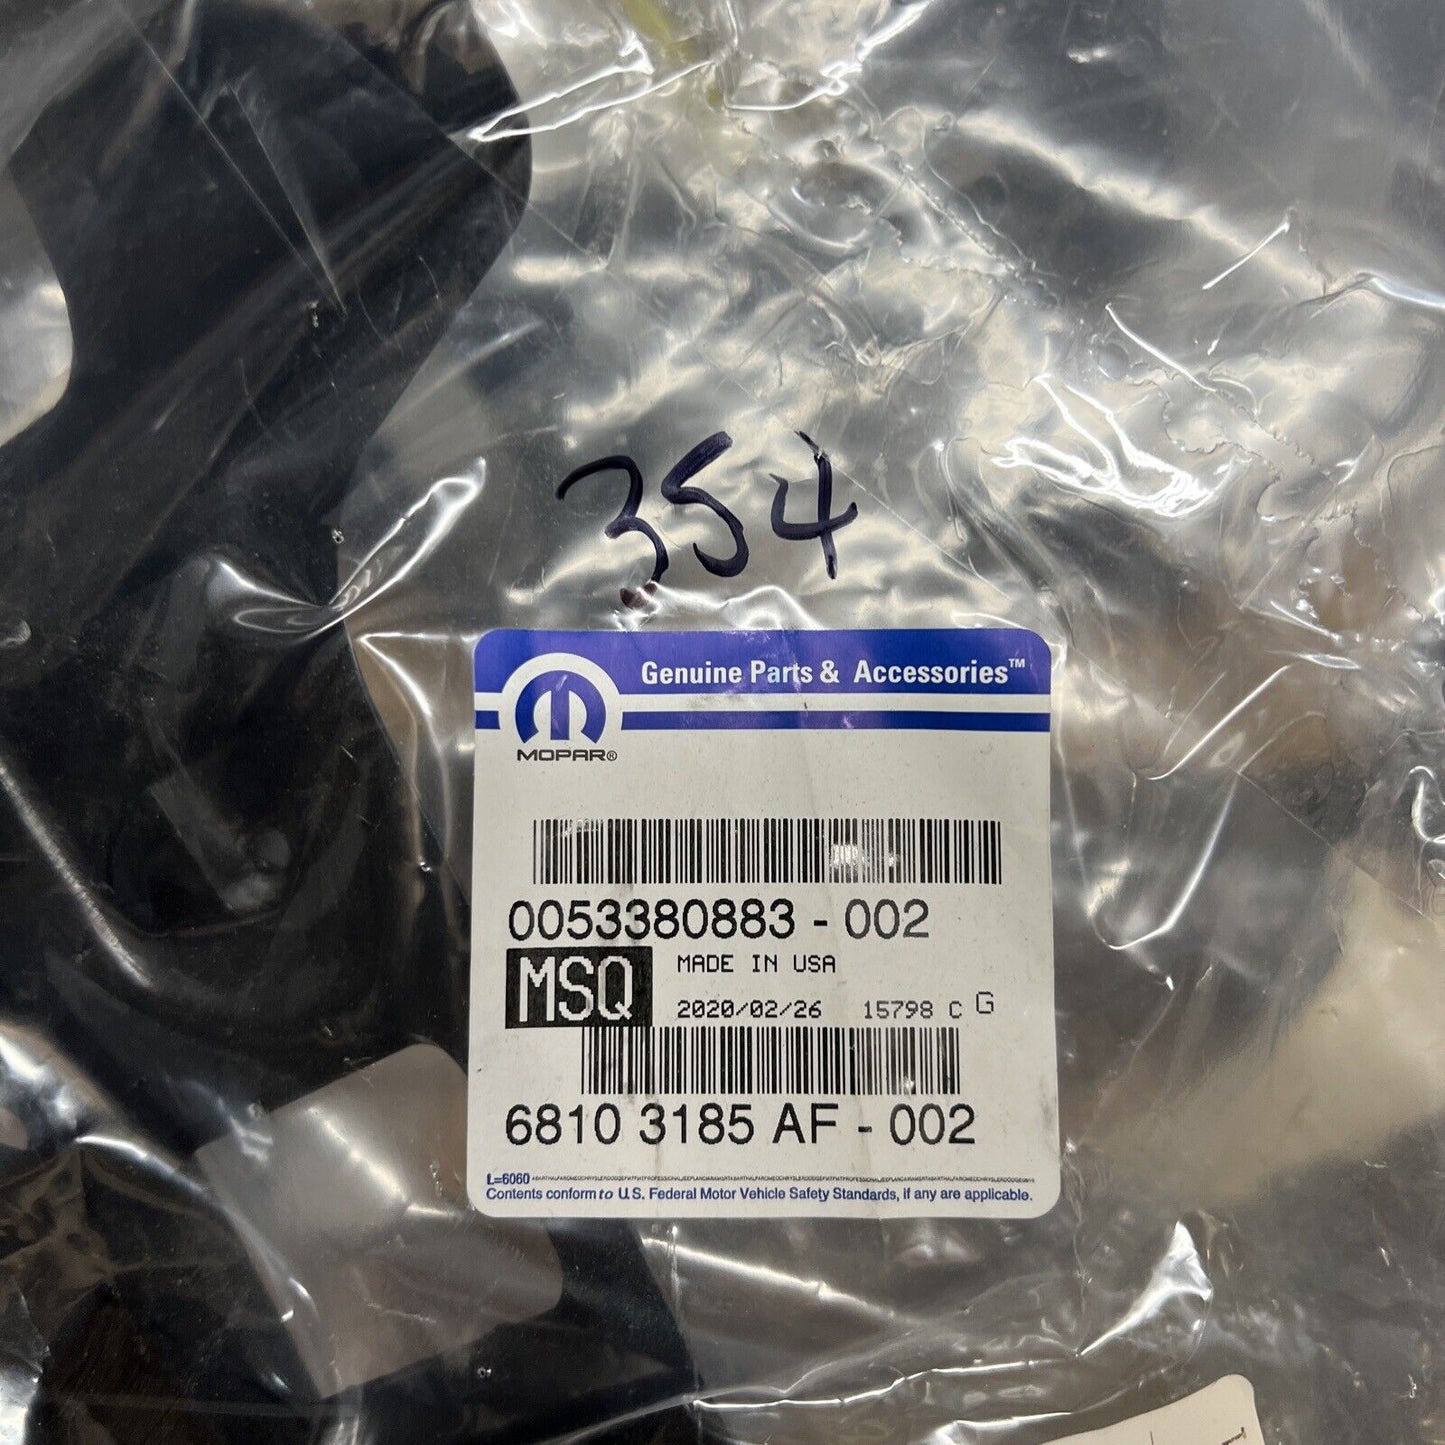 354
Genuine Parts & Accessories™
MOPAR®
0053380883 - 002
MSQ
MADE IN USA
2020/02/26 15798 C G
6810 3185 AF - 002
L=6060
Contents conform to U.S. Federal Motor Vehicle Safety Standards, if any are applicable.